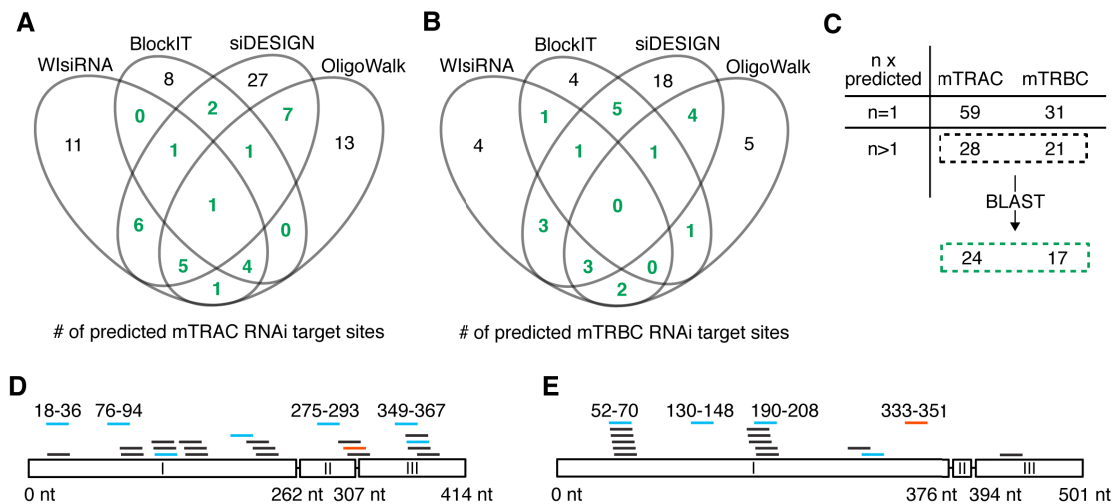 A
WIsiRNA
BlockIT
siDESIGN
OligoWalk
8
27
0
2
7
11
1
1
13
1
6
0
5
4
1
# of predicted mTRAC RNAi target sites
B
WIsiRNA
BlockIT
siDESIGN
OligoWalk
4
18
1
5
4
4
1
1
5
0
3
1
3
0
2
# of predicted mTRBC RNAi target sites
C
n x
predicted mTRAC mTRBC
n=1 59 31
n>1 28 21
BLAST
24 17
D
18-36 76-94 275-293 349-367
I II III
0 nt 262 nt 307 nt 414 nt
E
52-70 130-148 190-208 333-351
I II III
0 nt 376 nt 394 nt 501 nt